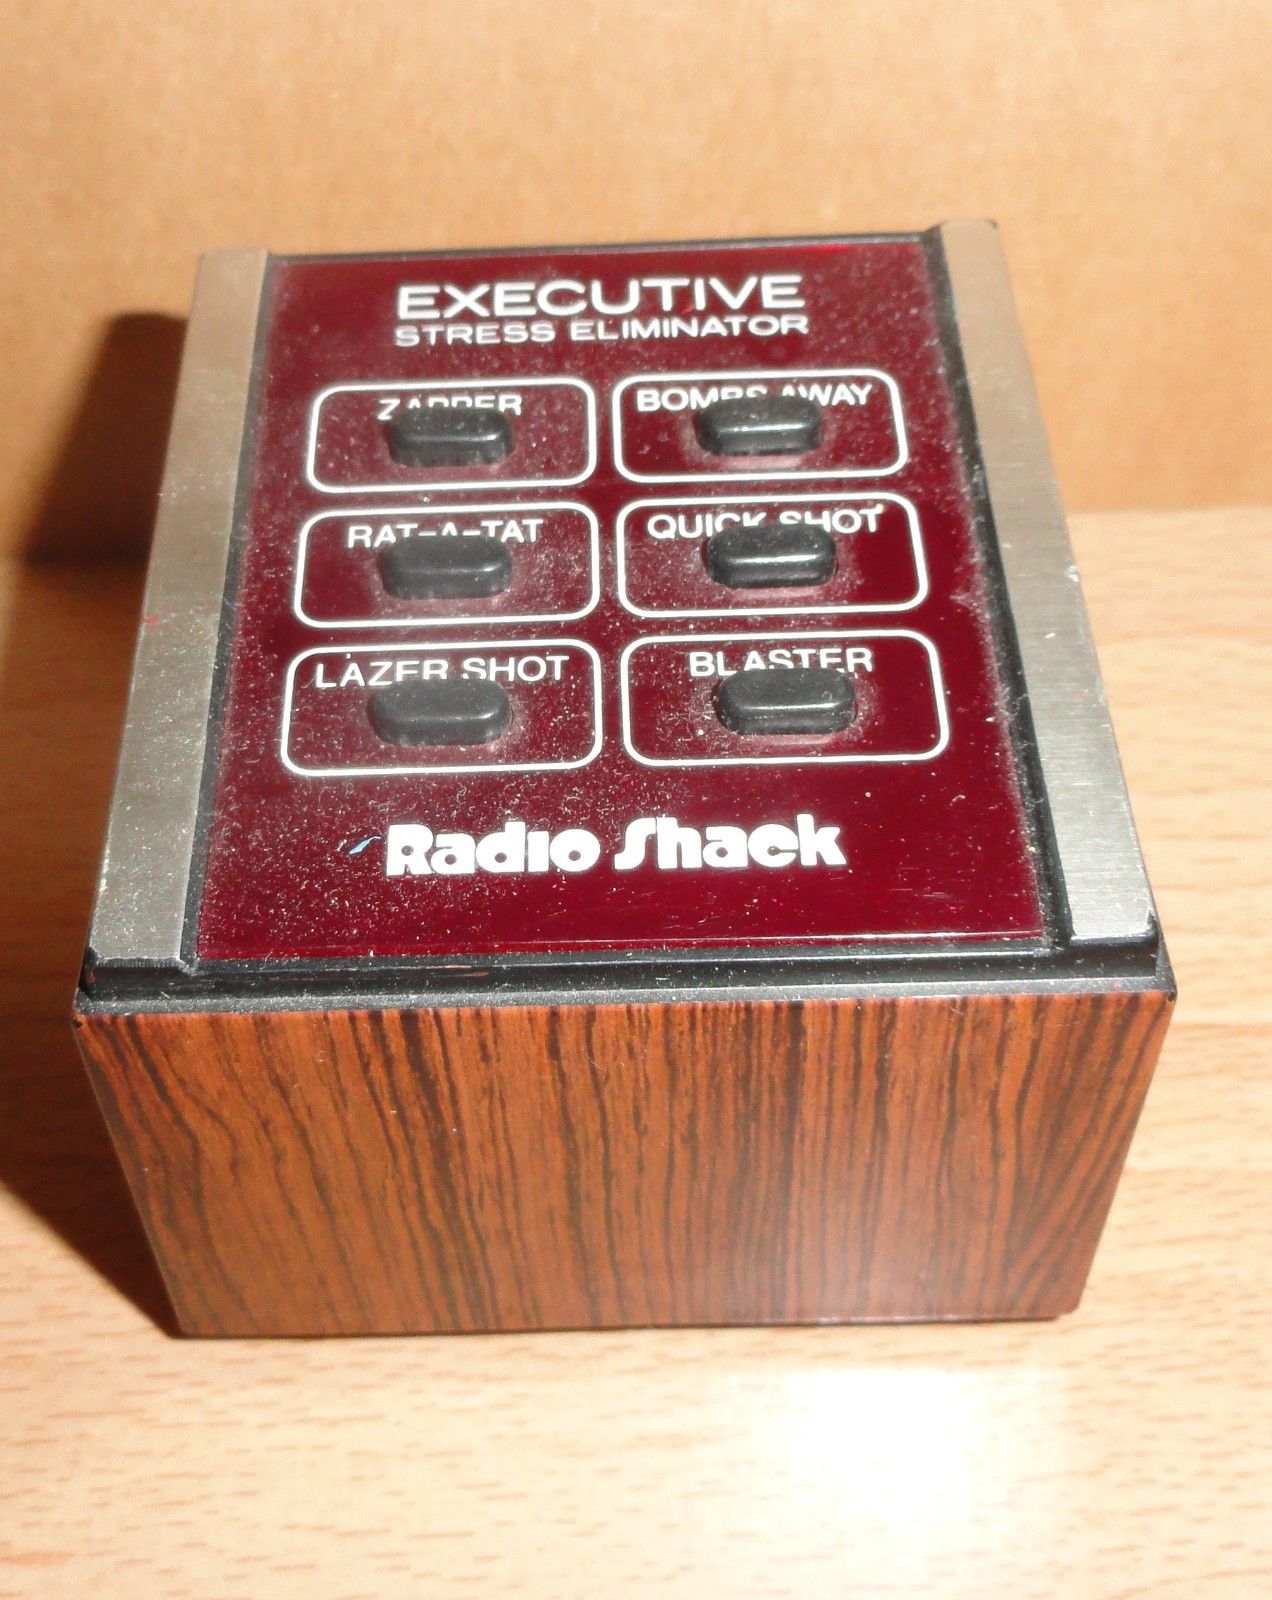 EXECUTIVE
STRESS ELIMINATOR
ZAPPER
BOMBS AWAY
RAT-A-TAT
QUICK SHOT
LAZER SHOT
BLASTER
Radio Shack